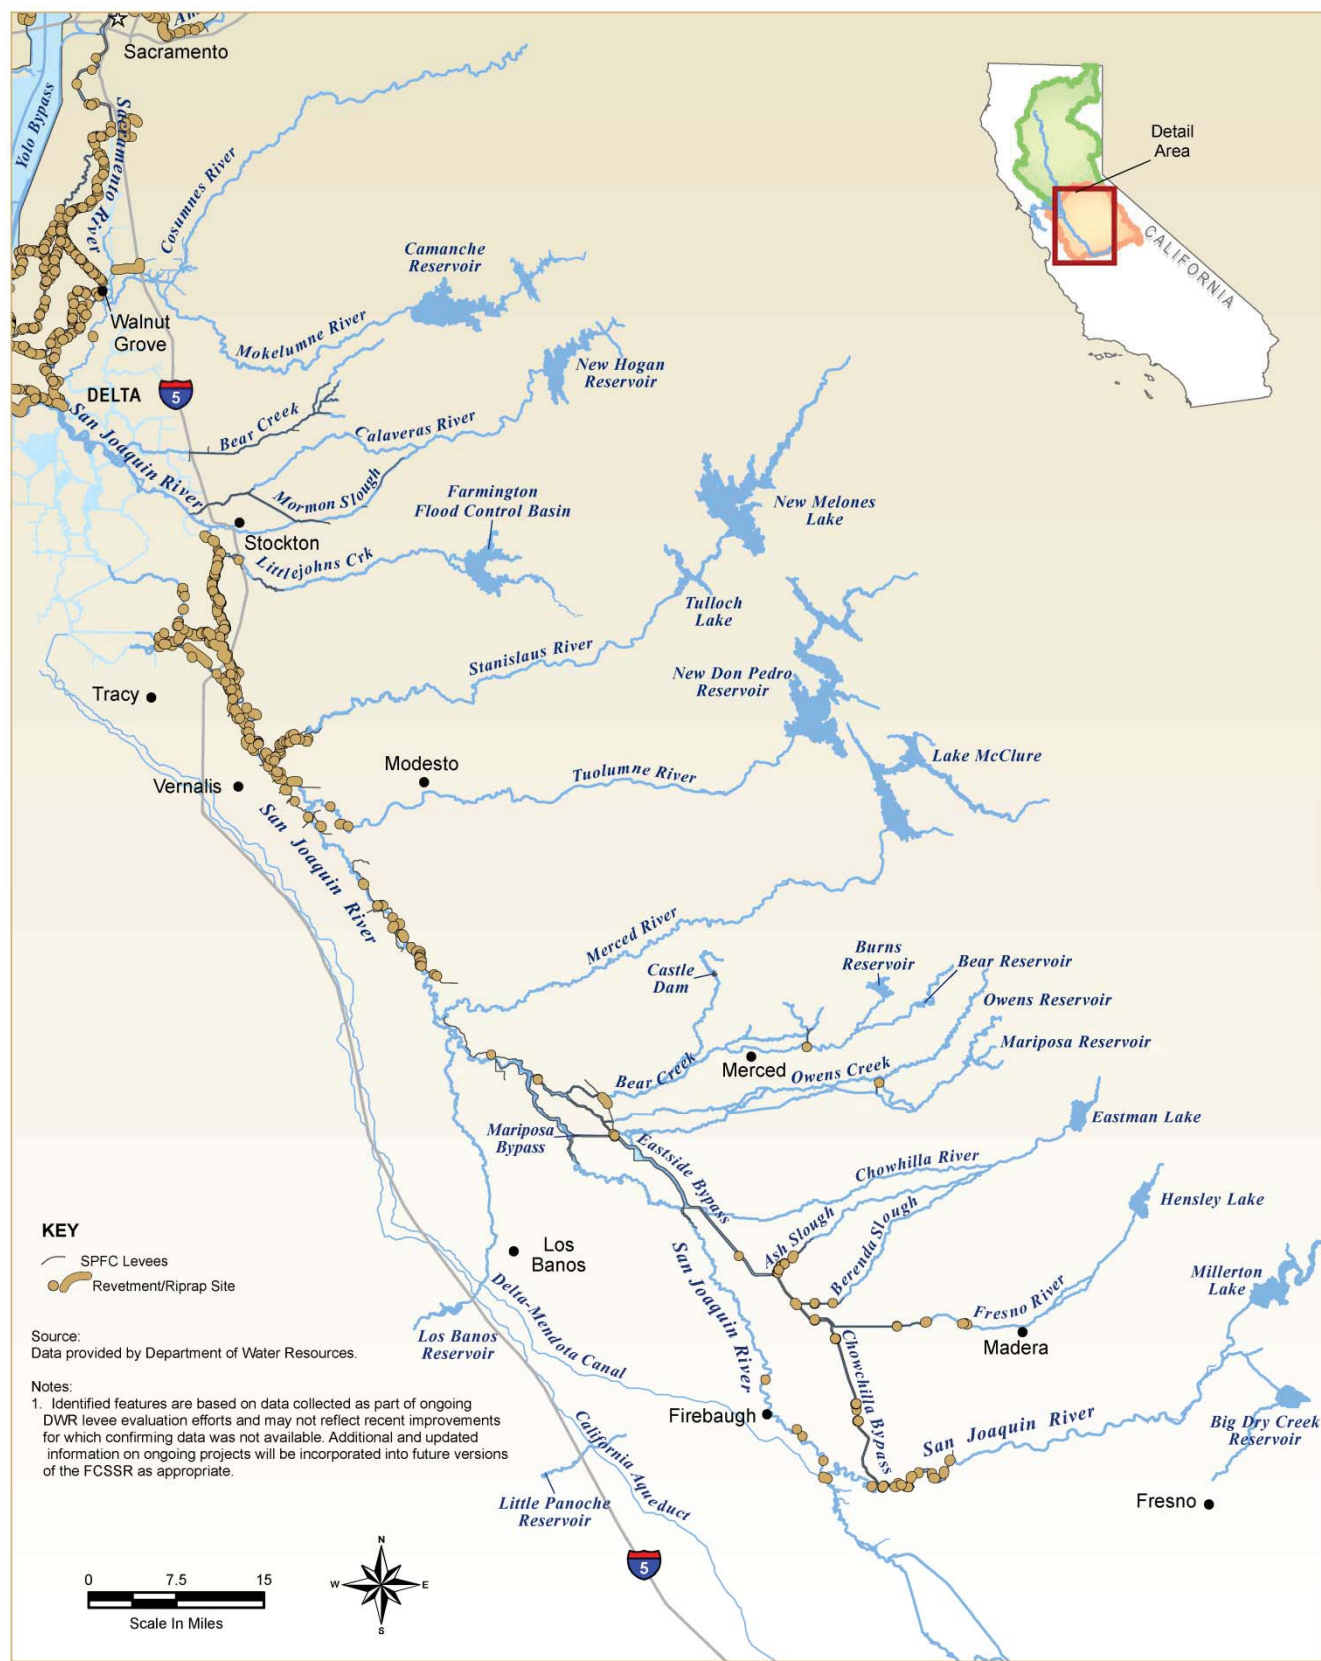 Am
Sacramento
Yolo Bypass
Sacramento River
Cosumnes River
Detail
Area
CALIFORNIA
Camanche
Reservoir
Walnut
Grove
Mokelumne River
New Hogan
Reservoir
DELTA
5
San Joaquin River
Bear Creek
Calaveras River
Mormon Slough
Farmington
Flood Control Basin
New Melones
Lake
Stockton
Littlejohns Crk
Tulloch
Lake
Stanislaus River
New Don Pedro
Reservoir
Tracy
Lake McClure
Modesto
Tuolumne River
Vernalis
San Joaquin River
Merced River
Castle
Dam
Burns
Reservoir
Bear Reservoir
Owens Reservoir
Mariposa Reservoir
Merced
Bear Creek
Owens Creek
Eastman Lake
Mariposa
Bypass
Eastside Bypass
Chowhilla River
Hensley Lake
Ash Slough
Berenda Slough
Millerton
Lake
KEY
SPFC Levees
Revetment/Riprap Site
Los
Banos
San Joaquin River
Delta-Mendota Canal
Fresno River
Madera
Los Banos
Reservoir
Chowchilla Bypass
Source:
Data provided by Department of Water Resources.
Notes:
1. Identified features are based on data collected as part of ongoing
DWR levee evaluation efforts and may not reflect recent improvements
for which confirming data was not available. Additional and updated
information on ongoing projects will be incorporated into future versions
of the FCSSR as appropriate.
Firebaugh
San Joaquin River
Big Dry Creek
Reservoir
California Aqueduct
Little Panoche
Reservoir
Fresno
5
N
W E
S
0 7.5 15
Scale In Miles